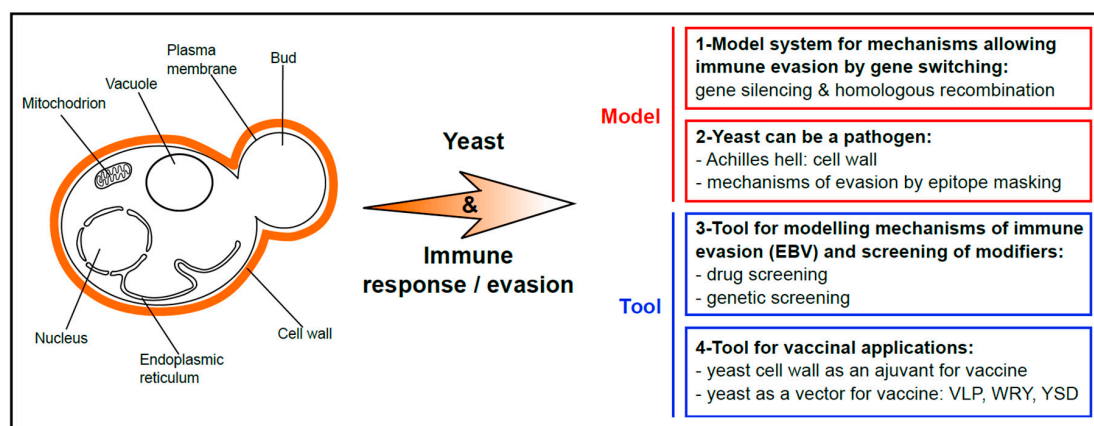 Plasma
membrane
Bud
Vacuole
Mitochodrion
Nucleus
Endoplasmic
reticulum
Cell wall
Yeast
&
Immune
response / evasion
Model
1-Model system for mechanisms allowing
immune evasion by gene switching:
gene silencing & homologous recombination
2-Yeast can be a pathogen:
- Achilles hell: cell wall
- mechanisms of evasion by epitope masking
Tool
3-Tool for modelling mechanisms of immune
evasion (EBV) and screening of modifiers:
- drug screening
- genetic screening
4-Tool for vaccinal applications:
- yeast cell wall as an ajuvant for vaccine
- yeast as a vector for vaccine: VLP, WRY, YSD